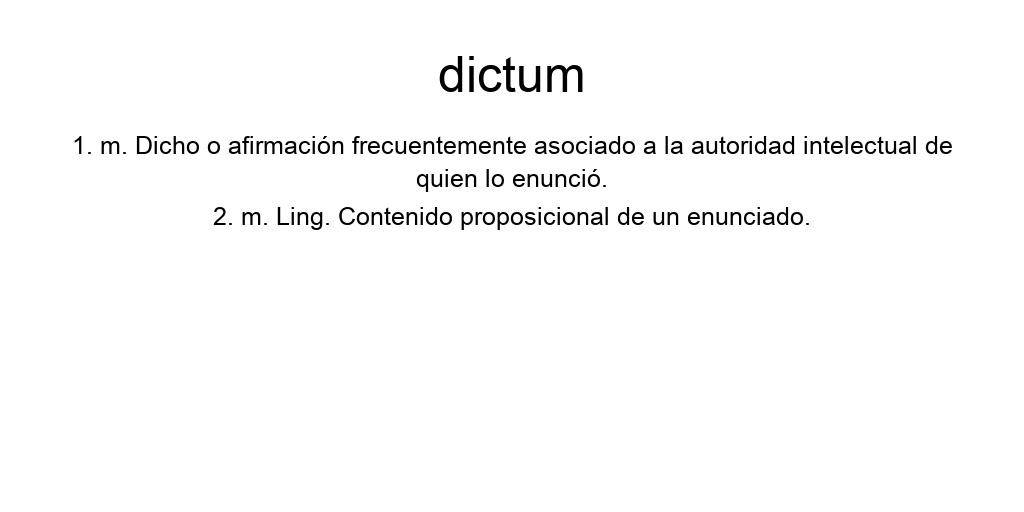 dictum
1. m. Dicho o afirmación frecuentemente asociado a la autoridad intelectual de
quien lo enunció.
2. m. Ling. Contenido proposicional de un enunciado.